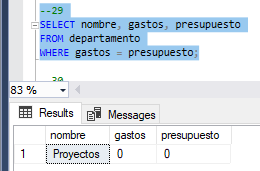 --29
SELECT nombre, gastos, presupuesto
FROM departamento
WHERE gastos = presupuesto;
83 %
Results Messages
nombre gastos presupuesto
1 Proyectos 0 0